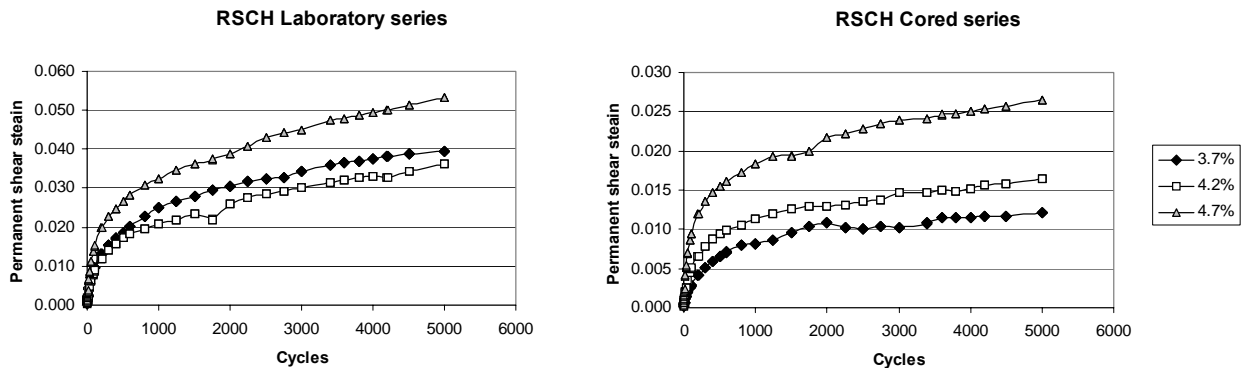 RSCH Laboratory series
Permanent shear steain
0.060
0.050
0.040
0.030
0.020
0.010
0.000
0 1000 2000 3000 4000 5000 6000
Cycles
RSCH Cored series
Permanent shear steain
0.030
0.025
0.020
0.015
0.010
0.005
0.000
0 1000 2000 3000 4000 5000 6000
Cycles
3.7%
4.2%
4.7%